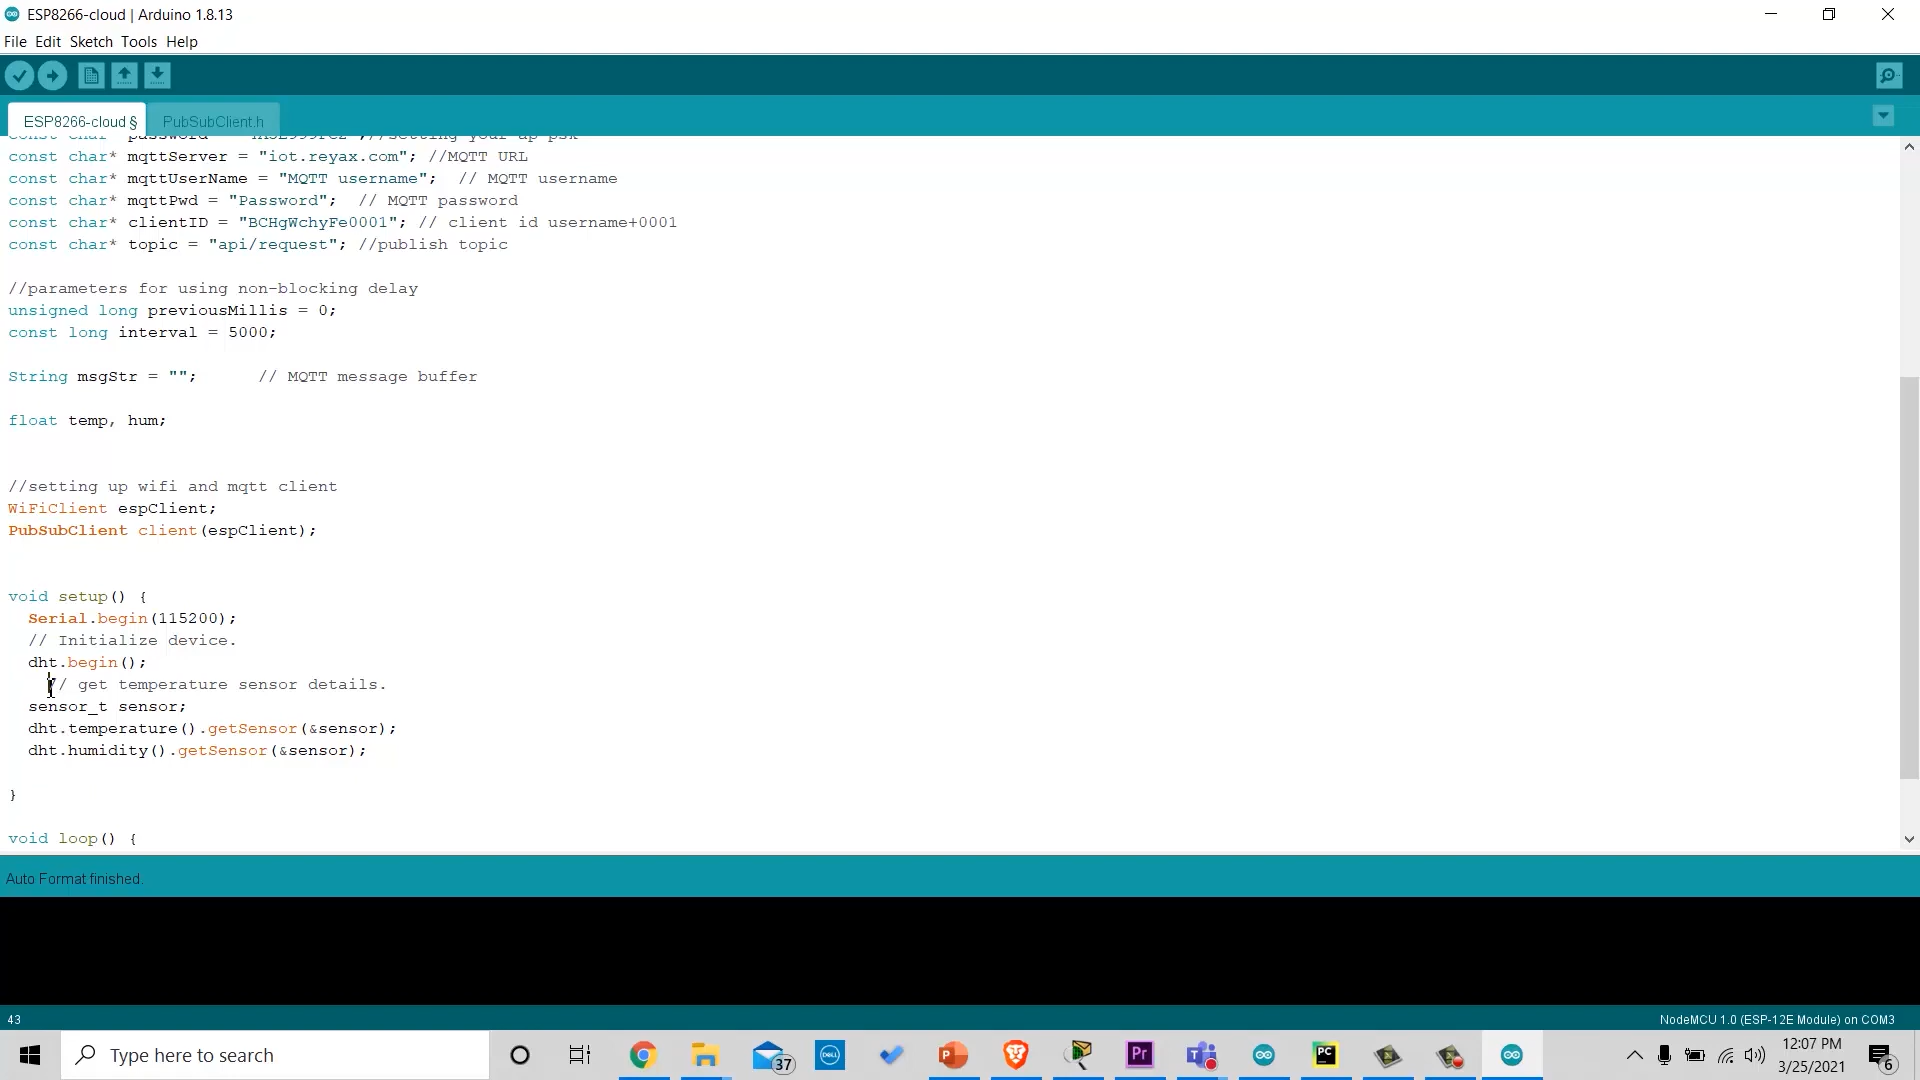 ESP8266-cloud | Arduino 1.8.13
File Edit Sketch Tools Help
ESP8266-cloud § PubSubClient.h
const char* password
const char* mqttServer = "iot.reyax.com"; //MQTT URL
const char* mqttUserName = "MQTT username";  // MQTT username
const char* mqttPwd = "Password";  // MQTT password
const char* clientID = "BCHgWchyFe0001"; // client id username+0001
const char* topic = "api/request"; //publish topic
//parameters for using non-blocking delay
unsigned long previousMillis = 0;
const long interval = 5000;
String msgStr = "";      // MQTT message buffer
float temp, hum;
//setting up wifi and mqtt client
WiFiClient espClient;
PubSubClient client(espClient);
void setup() {
Serial.begin(115200);
// Initialize device.
dht.begin();
// get temperature sensor details.
sensor_t sensor;
dht.temperature().getSensor(&sensor);
dht.humidity().getSensor(&sensor);
}
void loop() {
Auto Format finished.
43 NodeMCU 1.0 (ESP-12E Module) on COM3
Type here to search
37
DELL
P
Pr
T
PC
12:07 PM
3/25/2021
6